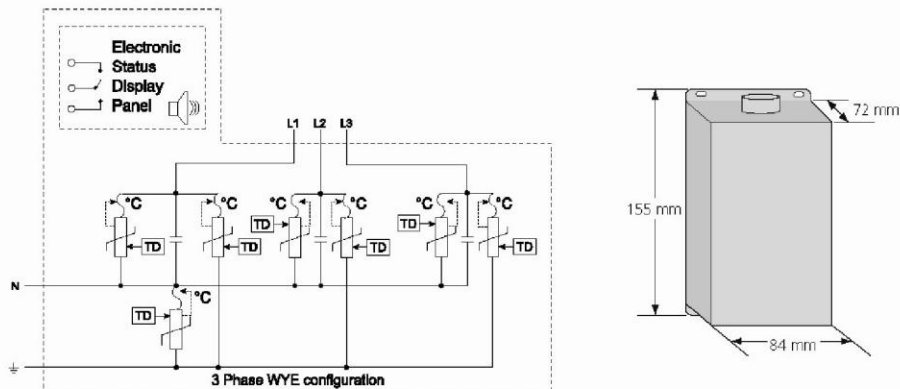 Electronic
Status
Display
Panel
L1 L2 L3
°C °C °C °C °C °C
TD TD TD TD TD TD
N
°C
TD
3 Phase WYE configuration
72 mm
155 mm
84 mm